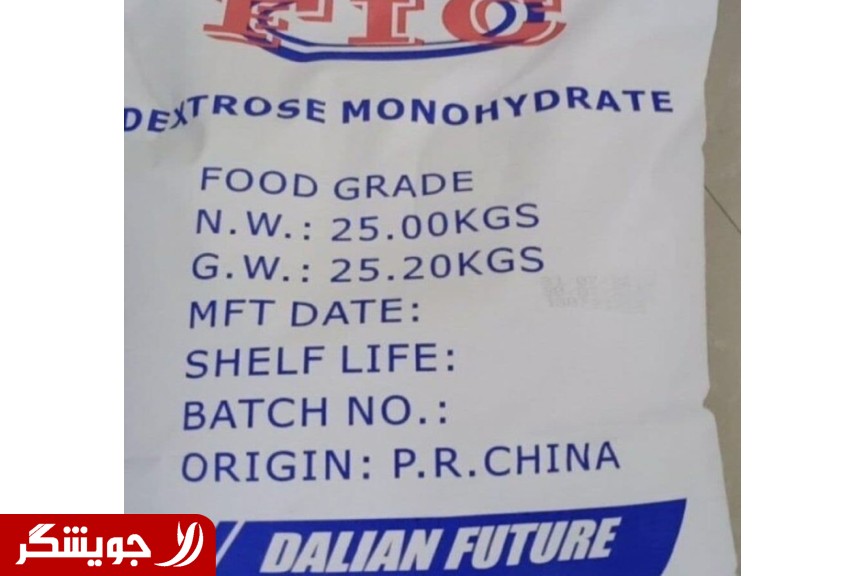 DEXTROSE MONOHYDRATE
FOOD GRADE
N.W.: 25.00KGS
G.W.: 25.20KGS
MFT DATE:
SHELF LIFE:
BATCH NO.:
ORIGIN: P.R.CHINA
DALIAN FUTURE
جویشگر